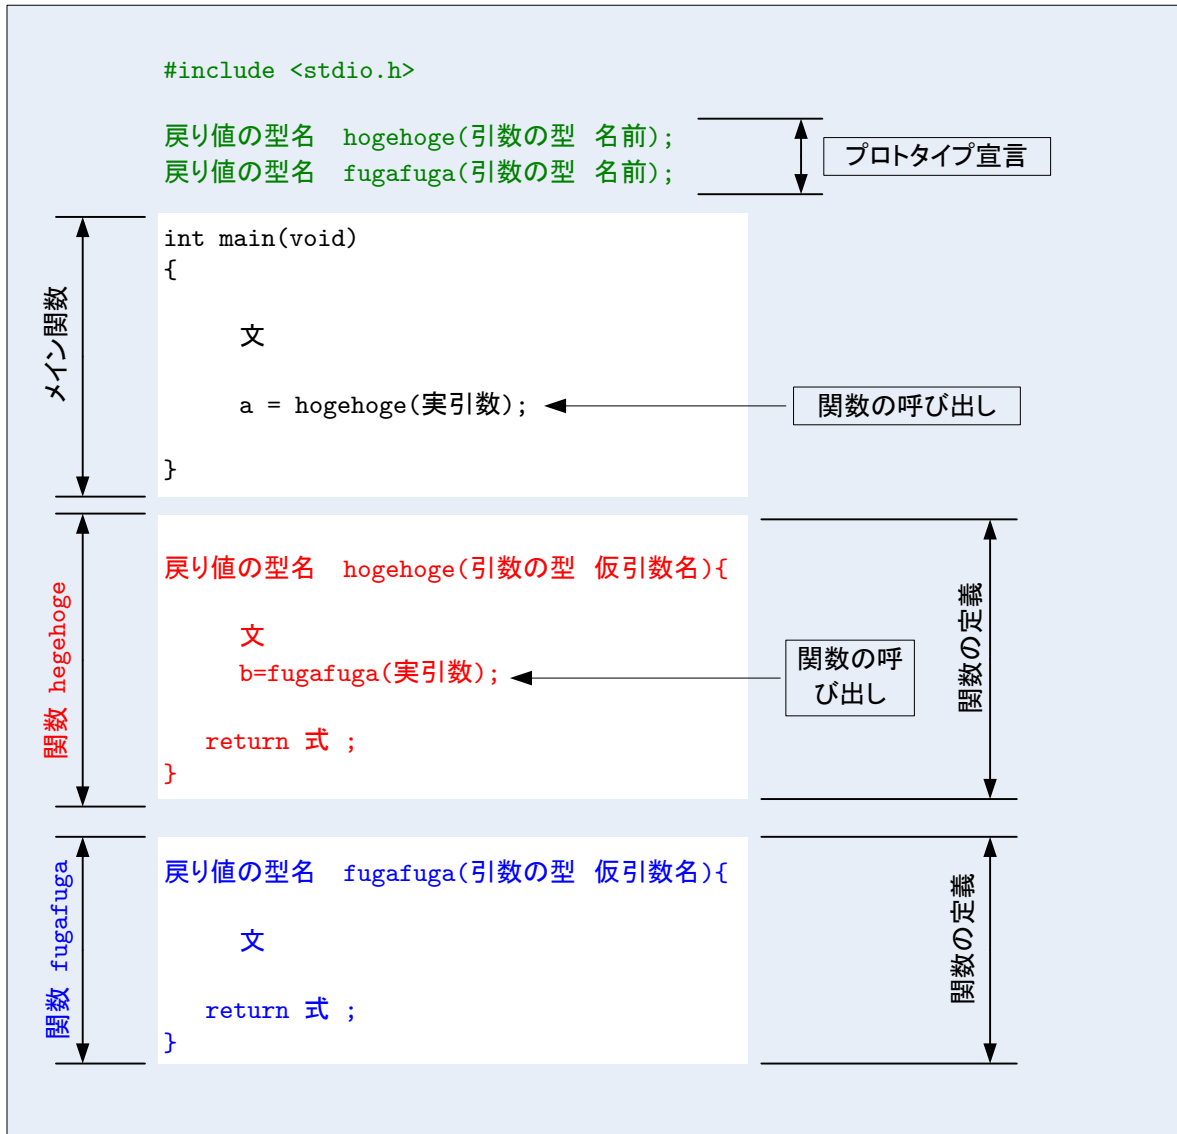 #include <stdio.h>
戻り値の型名 hogehoge(引数の型 名前);
戻り値の型名 fugafuga(引数の型 名前);
プロトタイプ宣言
メイン関数
int main(void)
{
文
a = hogehoge(実引数);
関数の呼び出し
}
関数 hegehoge
戻り値の型名 hogehoge(引数の型 仮引数名){
文
b=fugafuga(実引数);
関数の呼
び出し
return 式 ;
}
関数の定義
関数 fugafuga
戻り値の型名 fugafuga(引数の型 仮引数名){
文
return 式 ;
}
関数の定義